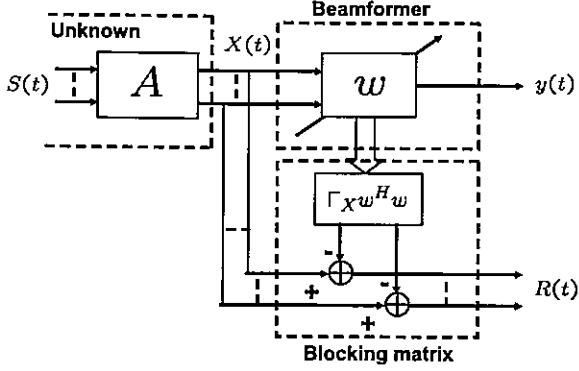 Beamformer
Unknown
X(t)
S(t)
A
w
y(t)
Γ_X w^H w
-
-
R(t)
+
+
Blocking matrix